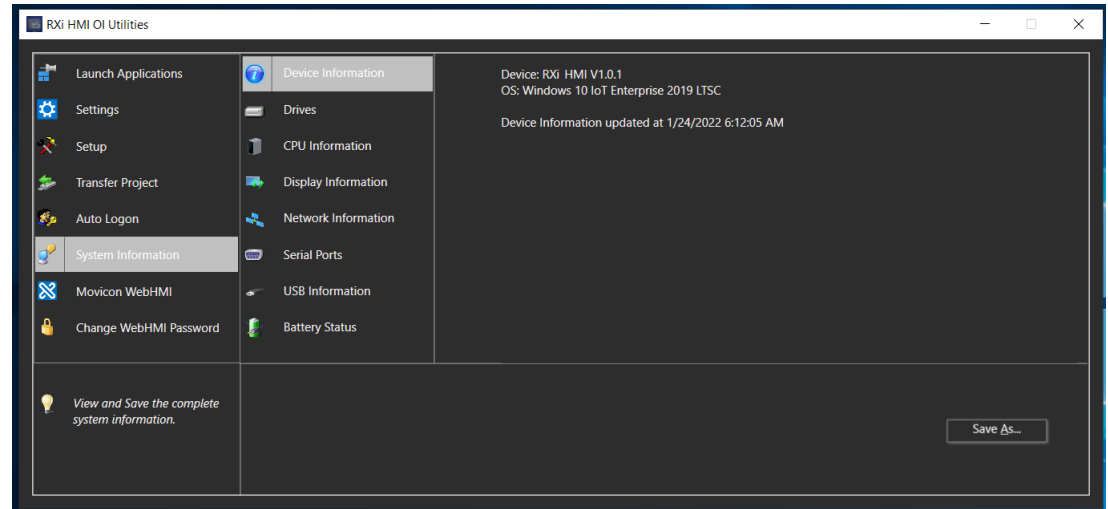 RXi HMI OI Utilities
Launch Applications
Settings
Setup
Transfer Project
Auto Logon
System Information
Movicon WebHMI
Change WebHMI Password
Device Information
Drives
CPU Information
Display Information
Network Information
Serial Ports
USB Information
Battery Status
Device: RXi HMI V1.0.1
OS: Windows 10 IoT Enterprise 2019 LTSC
Device Information updated at 1/24/2022 6:12:05 AM
View and Save the complete
system information.
Save As...